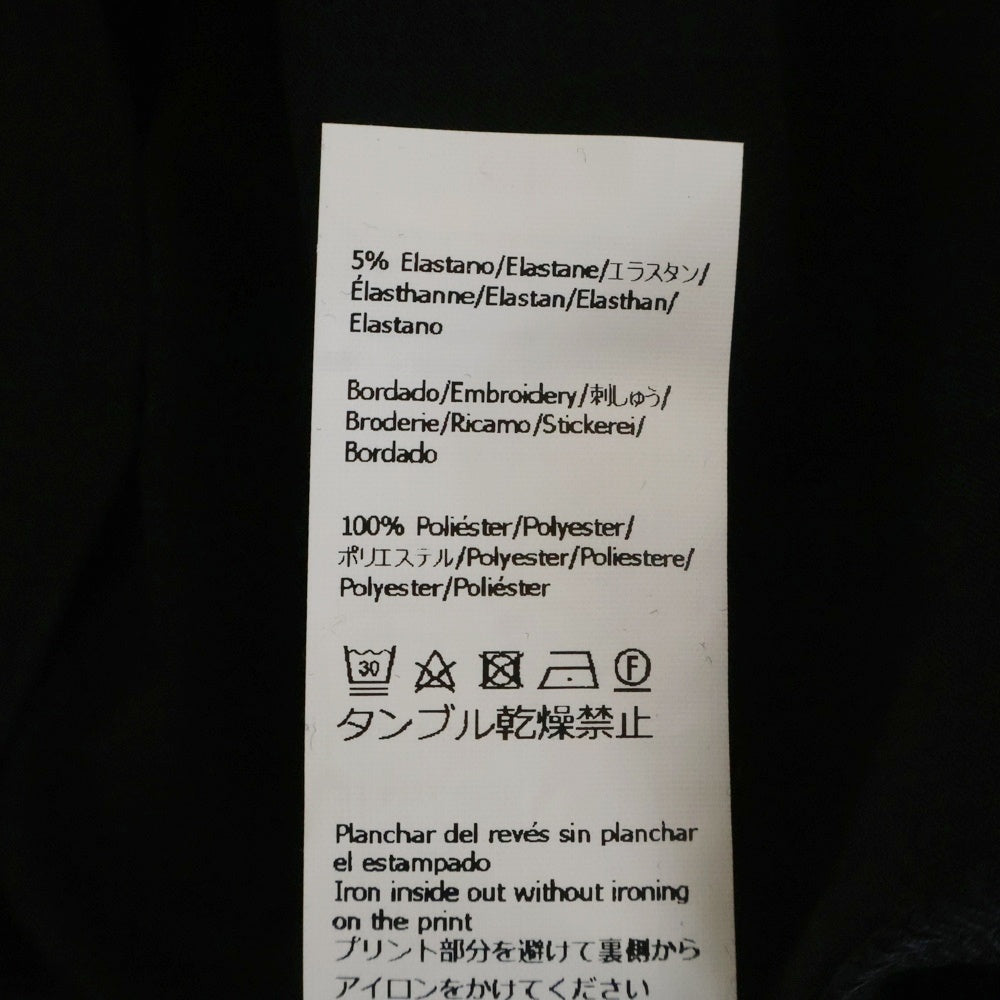 5% Elastano/Elastane/エラスタン/
Élasthanne/Elastan/Elasthan/
Elastano
Bordado/Embroidery/刺しゅう/
Broderie/Ricamo/Stickerei/
Bordado
100% Poliéster/Polyester/
ポリエステル/Polyester/Poliestere/
Polyester/Poliéster
30 F
タンブル乾燥禁止
Planchar del revés sin planchar
el estampado
Iron inside out without ironing
on the print
プリント部分を避けて裏側から
アイロンをかけてください